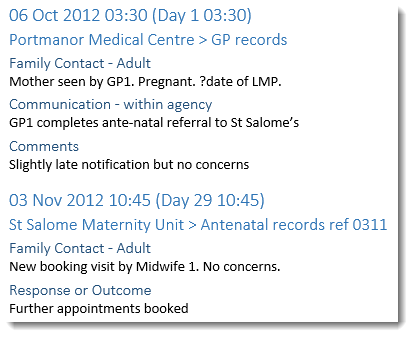 06 Oct 2012 03:30 (Day 1 03:30)
Portmanor Medical Centre > GP records
Family Contact - Adult
Mother seen by GP1. Pregnant. ?date of LMP.
Communication - within agency
GP1 completes ante-natal referral to St Salome’s
Comments
Slightly late notification but no concerns
03 Nov 2012 10:45 (Day 29 10:45)
St Salome Maternity Unit > Antenatal records ref 0311
Family Contact - Adult
New booking visit by Midwife 1. No concerns.
Response or Outcome
Further appointments booked